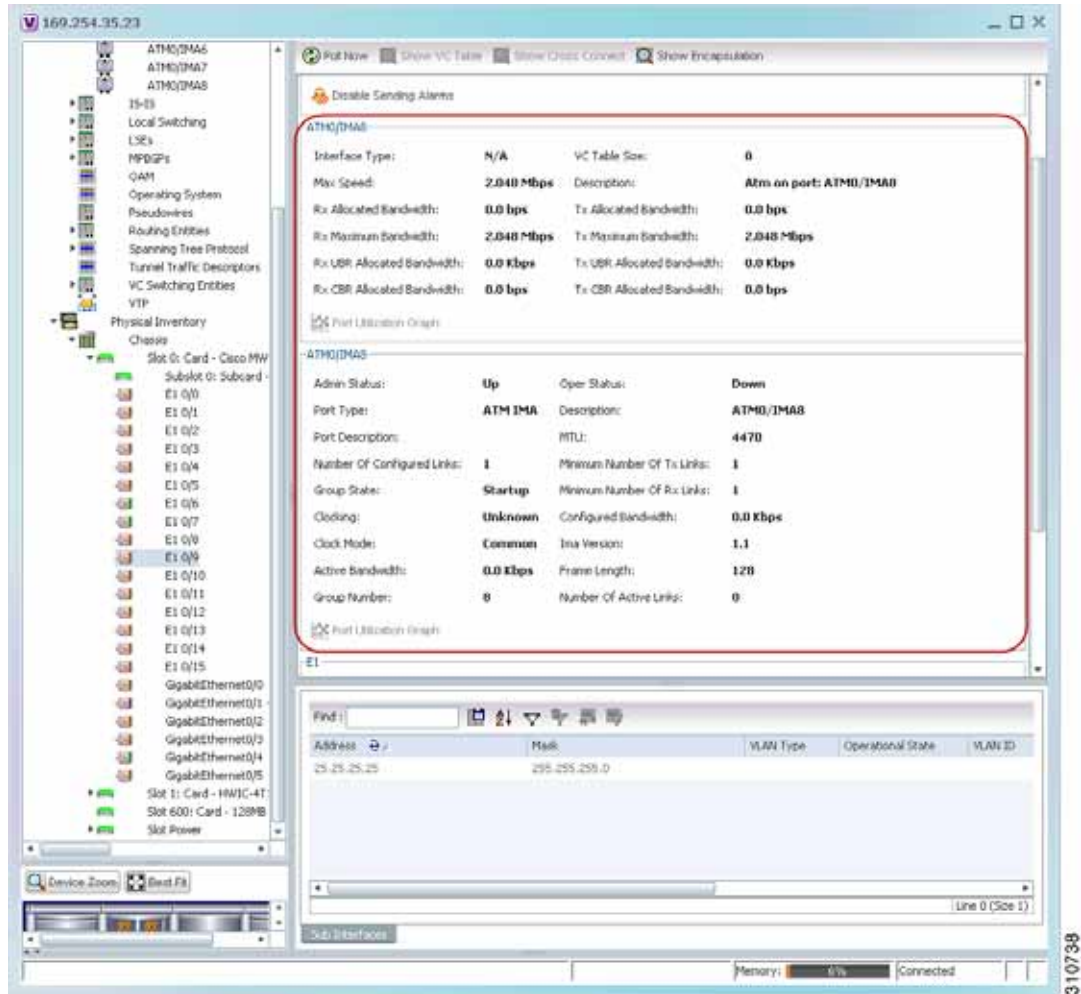 169.254.35.23
ATM0/IMA6
ATM0/IMA7
ATM0/IMA8
IS-IS
Local Switching
LSEs
MPBGPs
OAM
Operating System
Pseudowires
Routing Entities
Spanning Tree Protocol
Tunnel Traffic Descriptors
VC Switching Entities
VTP
Physical Inventory
Chassis
Slot 0: Card - Cisco MW
Subslot 0: Subcard -
E1 0/0
E1 0/1
E1 0/2
E1 0/3
E1 0/4
E1 0/5
E1 0/6
E1 0/7
E1 0/8
E1 0/9
E1 0/10
E1 0/11
E1 0/12
E1 0/13
E1 0/14
E1 0/15
GigabitEthernet0/0
GigabitEthernet0/1 -
GigabitEthernet0/2
GigabitEthernet0/3
GigabitEthernet0/4
GigabitEthernet0/5
Slot 1: Card - HWIC-4T
Slot 600: Card - 128MB
Slot Power
Device Zoom Best Fit
Poll Now Show VC Table Show Cross Connect Show Encapsulation
Disable Sending Alarms
ATM0/IMA8
Interface Type: N/A VC Table Size: 0
Max Speed: 2.048 Mbps Description: Atm on port: ATM0/IMA8
Rx Allocated Bandwidth: 0.0 bps Tx Allocated Bandwidth: 0.0 bps
Rx Maximum Bandwidth: 2.048 Mbps Tx Maximum Bandwidth: 2.048 Mbps
Rx UBR Allocated Bandwidth: 0.0 Kbps Tx UBR Allocated Bandwidth: 0.0 Kbps
Rx CBR Allocated Bandwidth: 0.0 bps Tx CBR Allocated Bandwidth: 0.0 bps
Port Utilization Graph
ATM0/IMA8
Admin Status: Up Oper Status: Down
Port Type: ATM IMA Description: ATM0/IMA8
Port Description: MTU: 4470
Number Of Configured Links: 1 Minimum Number Of Tx Links: 1
Group State: Startup Minimum Number Of Rx Links: 1
Clocking: Unknown Configured Bandwidth: 0.0 Kbps
Clock Mode: Common Ima Version: 1.1
Active Bandwidth: 0.0 Kbps Frame Length: 128
Group Number: 8 Number Of Active Links: 0
Port Utilization Graph
E1
Find :
Address Mask VLAN Type Operational State VLAN ID
25.25.25.25 255.255.255.0
Line 0 (Size 1)
Sub Interfaces
Memory: 6% Connected
310738